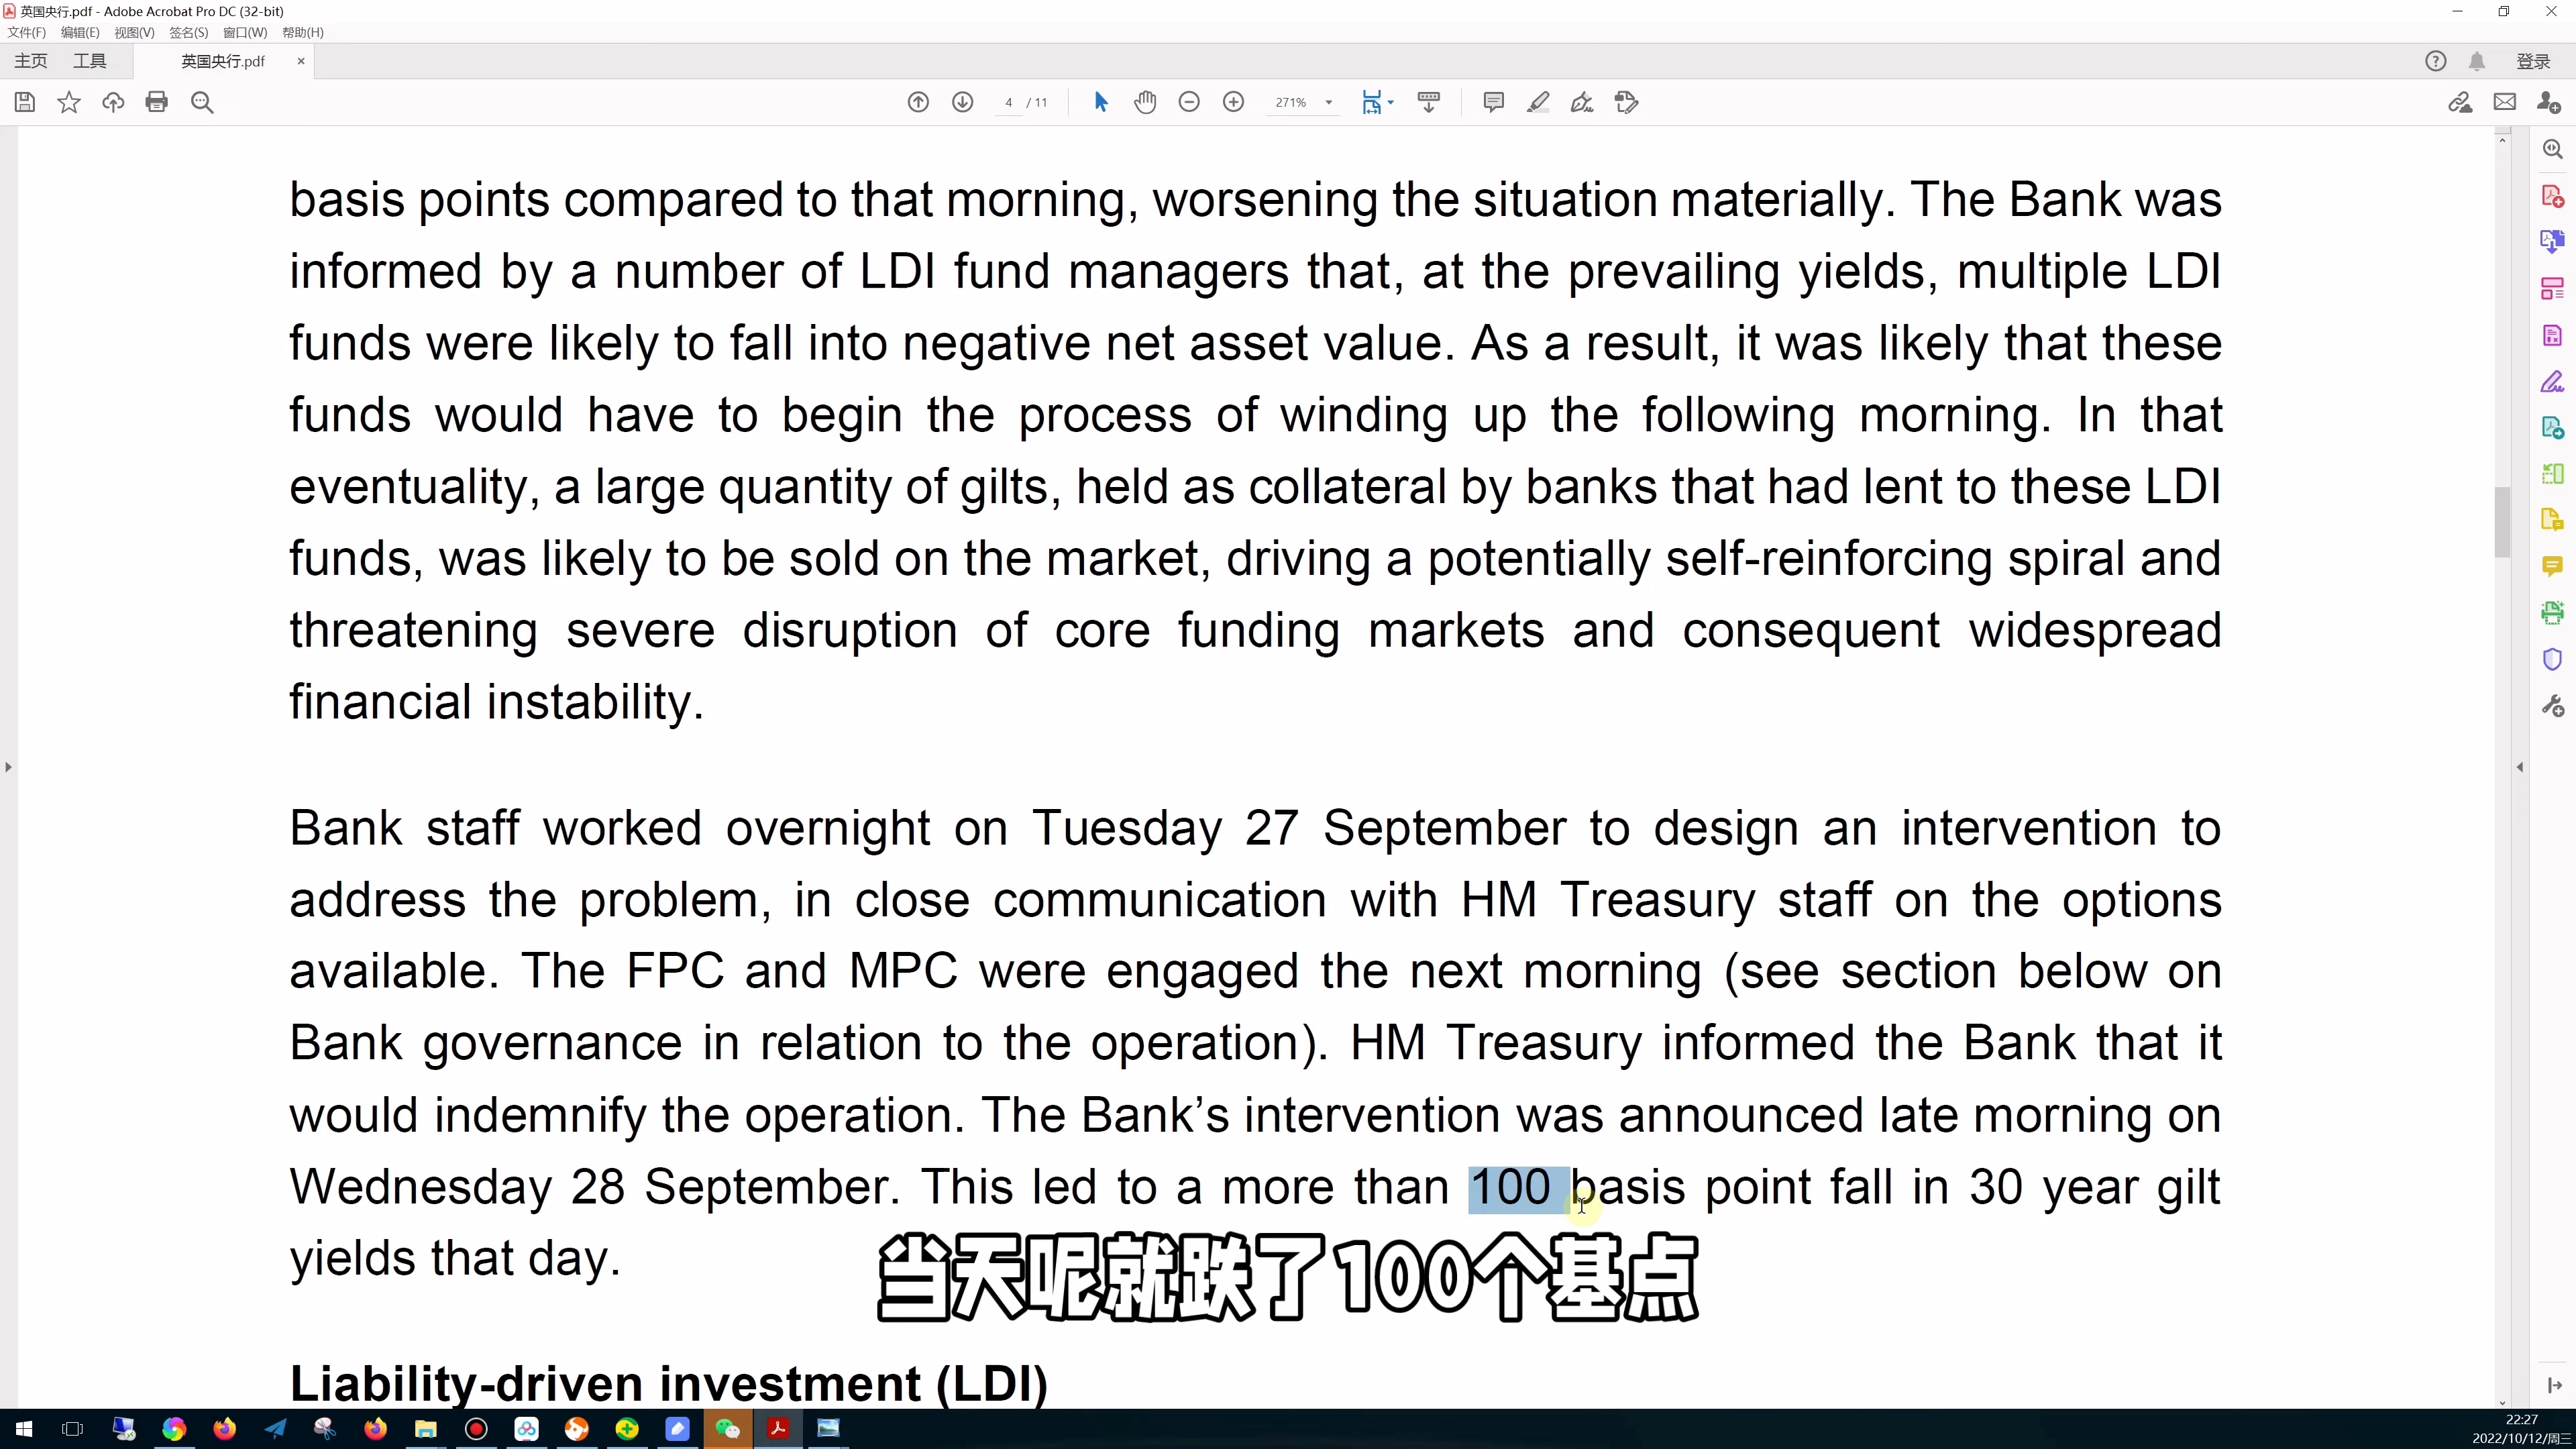 英国央行.pdf - Adobe Acrobat Pro DC (32-bit)
文件(F) 编辑(E) 视图(V) 签名(S) 窗口(W) 帮助(H)
主页 工具 英国央行.pdf × 登录
4 / 11 271%
basis points compared to that morning, worsening the situation materially. The Bank was
informed by a number of LDI fund managers that, at the prevailing yields, multiple LDI
funds were likely to fall into negative net asset value. As a result, it was likely that these
funds would have to begin the process of winding up the following morning. In that
eventuality, a large quantity of gilts, held as collateral by banks that had lent to these LDI
funds, was likely to be sold on the market, driving a potentially self-reinforcing spiral and
threatening severe disruption of core funding markets and consequent widespread
financial instability.
Bank staff worked overnight on Tuesday 27 September to design an intervention to
address the problem, in close communication with HM Treasury staff on the options
available. The FPC and MPC were engaged the next morning (see section below on
Bank governance in relation to the operation). HM Treasury informed the Bank that it
would indemnify the operation. The Bank’s intervention was announced late morning on
Wednesday 28 September. This led to a more than 100 basis point fall in 30 year gilt
yields that day.
当天呢就跌了100个基点
Liability-driven investment (LDI)
22:27
2022/10/12/周三